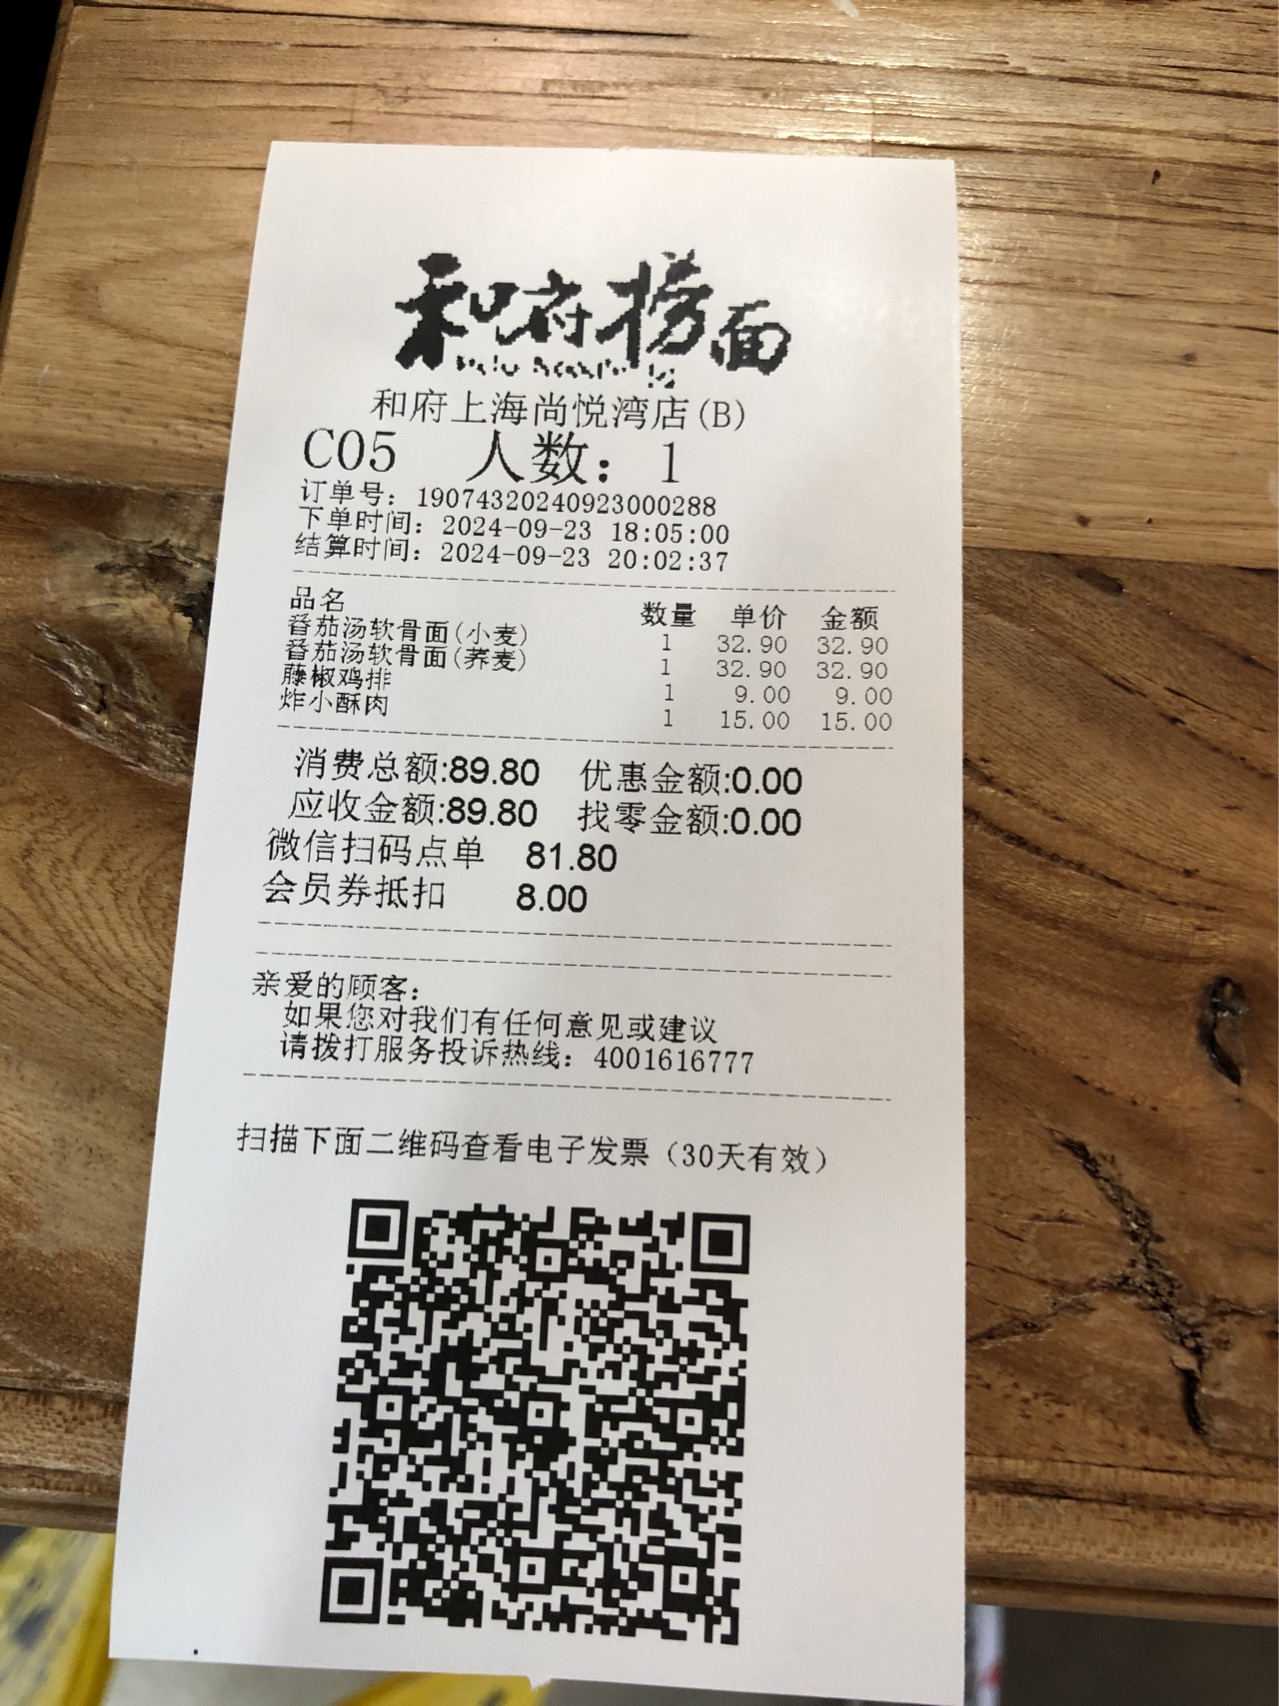 和府捞面
和府上海尚悦湾店(B)
C05 人数：1
订单号：19074320240923000288
下单时间：2024-09-23 18:05:00
结算时间：2024-09-23 20:02:37
品名 数量 单价 金额
番茄汤软骨面(小麦) 1 32.90 32.90
番茄汤软骨面(荞麦) 1 32.90 32.90
藤椒鸡排 1 9.00 9.00
炸小酥肉 1 15.00 15.00
消费总额:89.80 优惠金额:0.00
应收金额:89.80 找零金额:0.00
微信扫码点单 81.80
会员券抵扣 8.00
亲爱的顾客：
如果您对我们有任何意见或建议
请拨打服务投诉热线：4001616777
扫描下面二维码查看电子发票（30天有效）